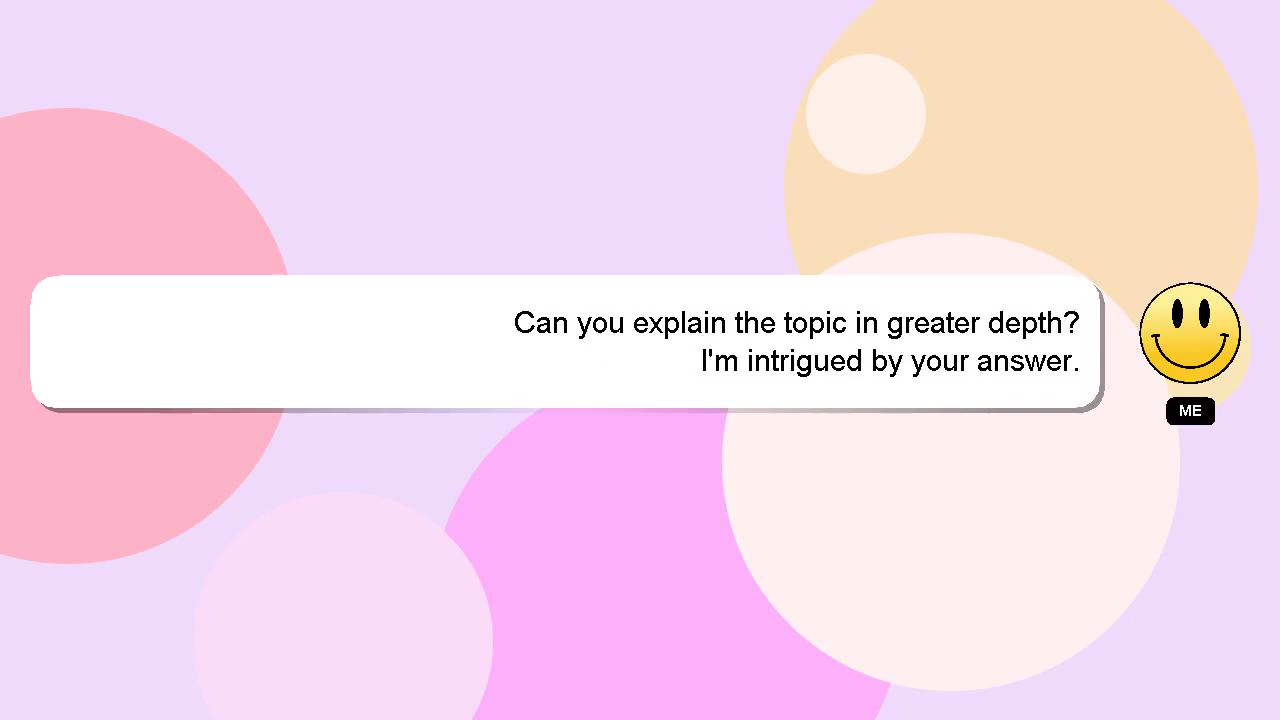 Can you explain the topic in greater depth?
I'm intrigued by your answer.
ME